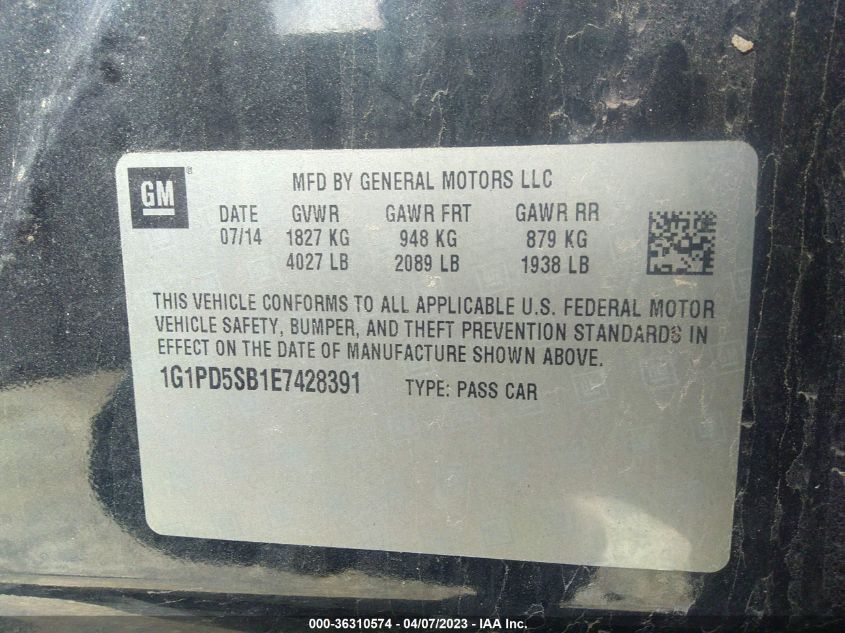 GM ®
MFD BY GENERAL MOTORS LLC
DATE GVWR GAWR FRT GAWR RR
07/14 1827 KG 948 KG 879 KG
4027 LB 2089 LB 1938 LB
THIS VEHICLE CONFORMS TO ALL APPLICABLE U.S. FEDERAL MOTOR
VEHICLE SAFETY, BUMPER, AND THEFT PREVENTION STANDARDS IN
EFFECT ON THE DATE OF MANUFACTURE SHOWN ABOVE.
1G1PD5SB1E7428391 TYPE: PASS CAR
000-36310574 - 04/07/2023 - IAA Inc.